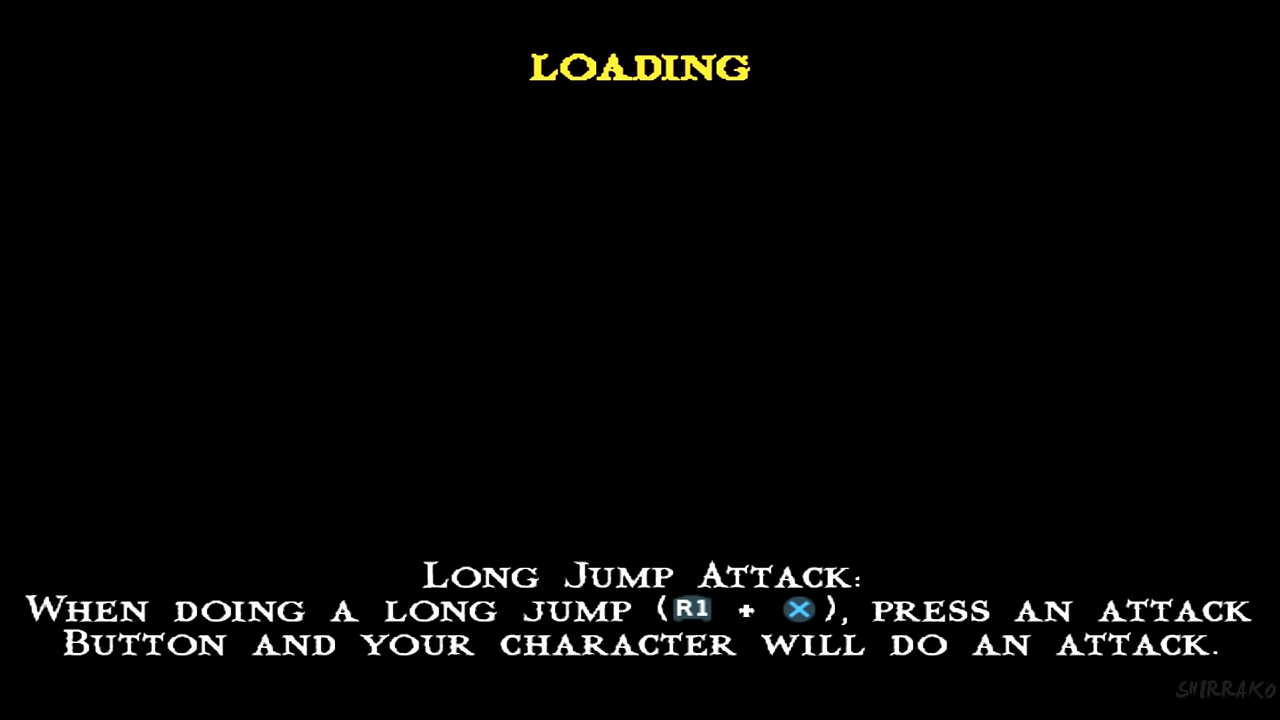 LOADING
LONG JUMP ATTACK:
WHEN DOING A LONG JUMP (R1 + X), PRESS AN ATTACK
BUTTON AND YOUR CHARACTER WILL DO AN ATTACK.
SHIRRAKO